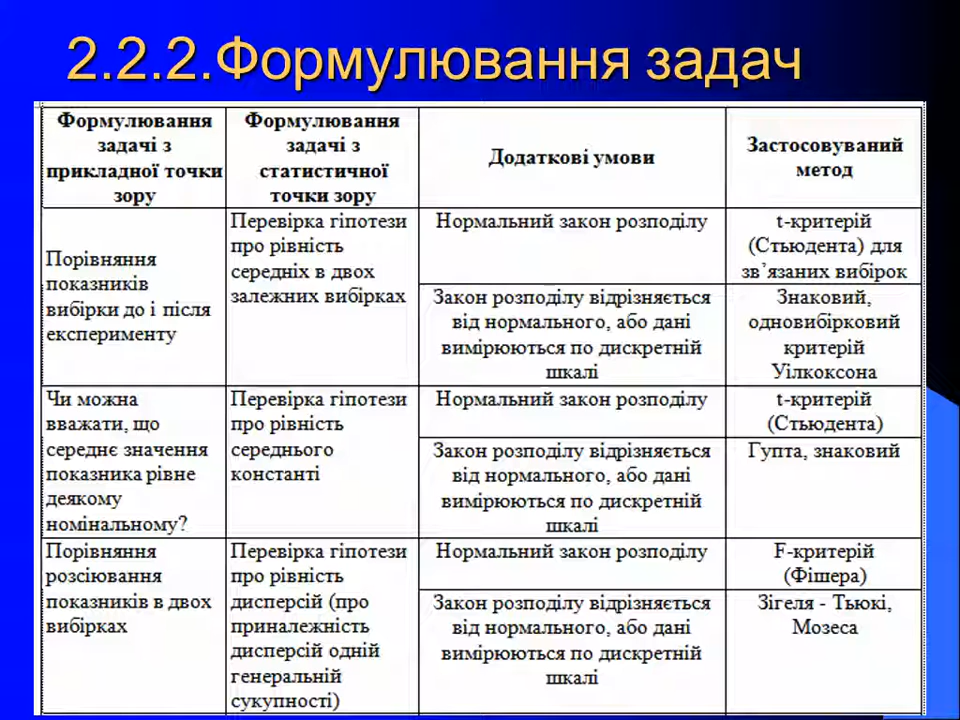 2.2.2.Формулювання задач
Формулювання
задачі з
прикладної точки
зору
Формулювання
задачі з
статистичної
точки зору
Додаткові умови
Застосовуваний
метод
Порівняння
показників
вибірки до і після
експерименту
Перевірка гіпотези
про рівність
середніх в двох
залежних вибірках
Нормальний закон розподілу
t-критерій
(Стьюдента) для
зв’язаних вибірок
Закон розподілу відрізняється
від нормального, або дані
вимірюються по дискретній
шкалі
Знаковий,
одновибірковий
критерій
Уілкоксона
Чи можна
вважати, що
середнє значення
показника рівне
деякому
номінальному?
Перевірка гіпотези
про рівність
середнього
константі
Нормальний закон розподілу
t-критерій
(Стьюдента)
Закон розподілу відрізняється
від нормального, або дані
вимірюються по дискретній
шкалі
Гупта, знаковий
Порівняння
розсіювання
показників в двох
вибірках
Перевірка гіпотези
про рівність
дисперсій (про
приналежність
дисперсій одній
генеральній
сукупності)
Нормальний закон розподілу
F-критерій
(Фішера)
Закон розподілу відрізняється
від нормального, або дані
вимірюються по дискретній
шкалі
Зігеля - Тьюкі,
Мозеса